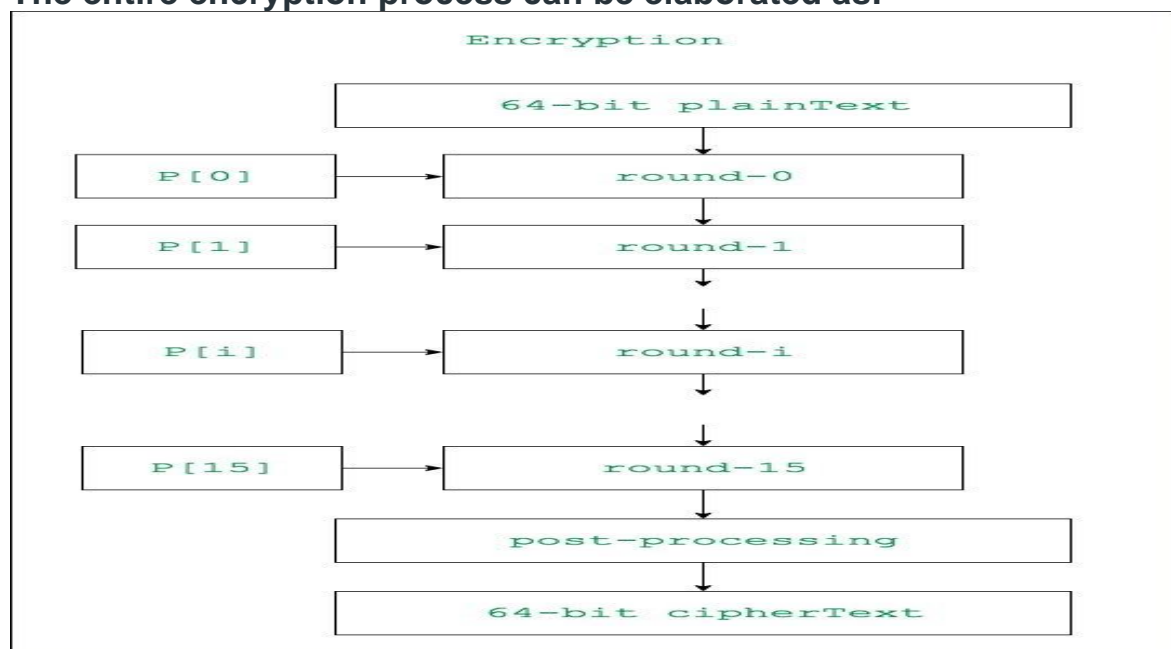 The entire encryption process can be elaborated as:
Encryption
64-bit plainText
P[0] round-0
P[1] round-1
P[i] round-i
P[15] round-15
post-processing
64-bit cipherText